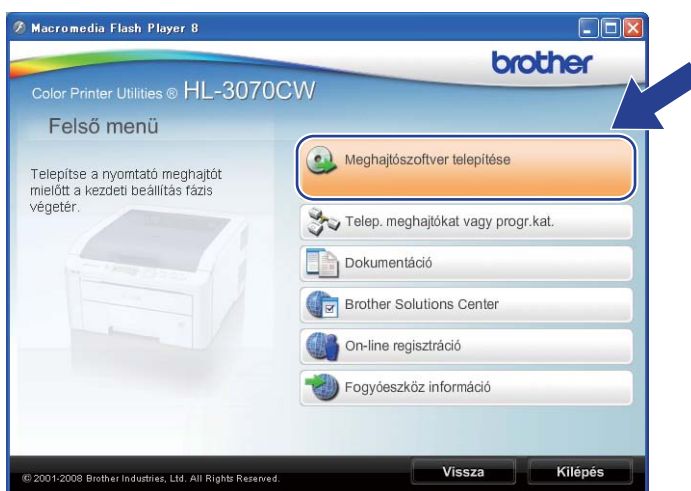 Macromedia Flash Player 8
brother
Color Printer Utilities ® HL-3070CW
Felső menü
Telepítse a nyomtató meghajtót
mielőtt a kezdeti beállítás fázis
végetér.
Meghajtószoftver telepítése
Telep. meghajtókat vagy progr.kat.
Dokumentáció
Brother Solutions Center
On-line regisztráció
Fogyóeszköz információ
© 2001-2008 Brother Industries, Ltd. All Rights Reserved.
Vissza
Kilépés